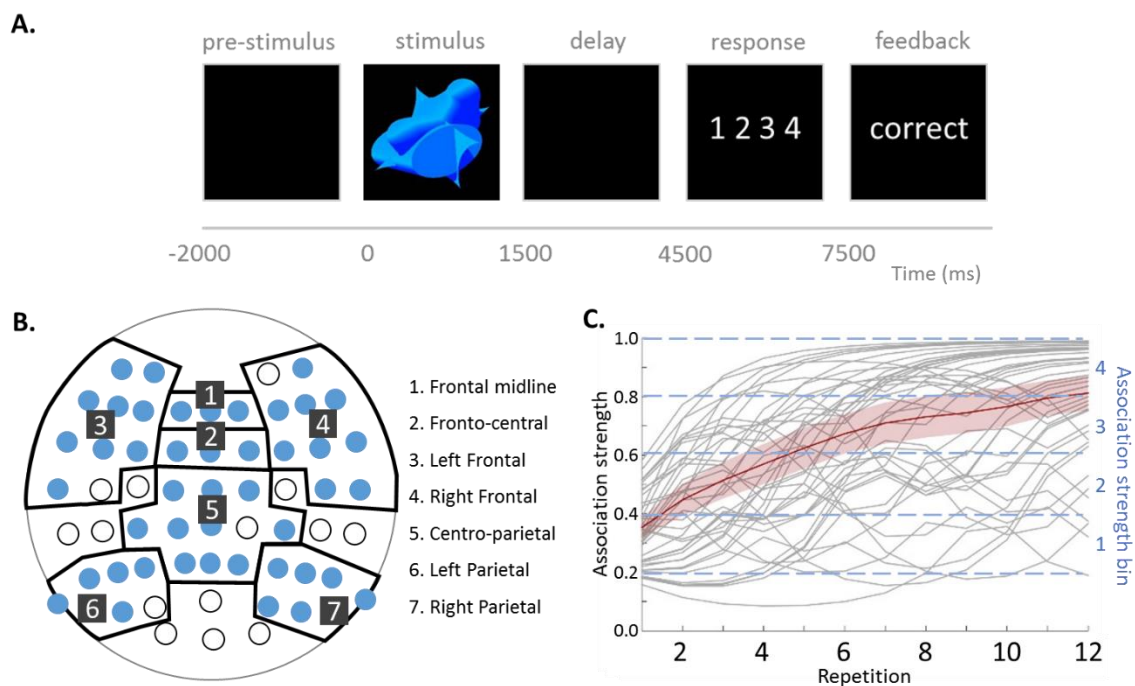 A.
pre-stimulus stimulus delay response feedback
1 2 3 4 correct
-2000 0 1500 4500 7500
Time (ms)
B.
1
2
3
4
5
6
7
1. Frontal midline
2. Fronto-central
3. Left Frontal
4. Right Frontal
5. Centro-parietal
6. Left Parietal
7. Right Parietal
C.
Association strength
1.0
0.8
0.6
0.4
0.2
0.0
2 4 6 8 10 12
Repetition
4
3
2
1
Association strength bin